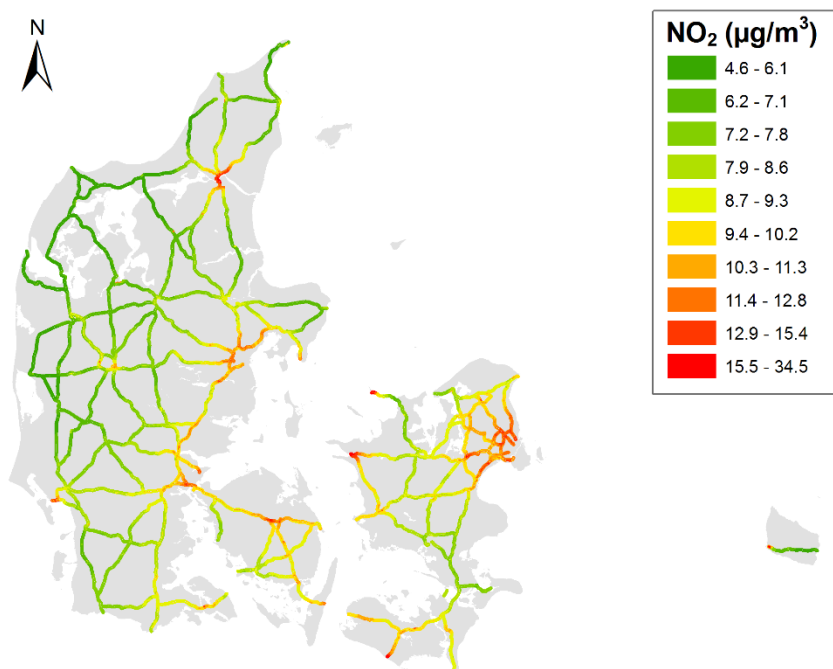 N
NO₂ (µg/m³)
4.6 - 6.1
6.2 - 7.1
7.2 - 7.8
7.9 - 8.6
8.7 - 9.3
9.4 - 10.2
10.3 - 11.3
11.4 - 12.8
12.9 - 15.4
15.5 - 34.5